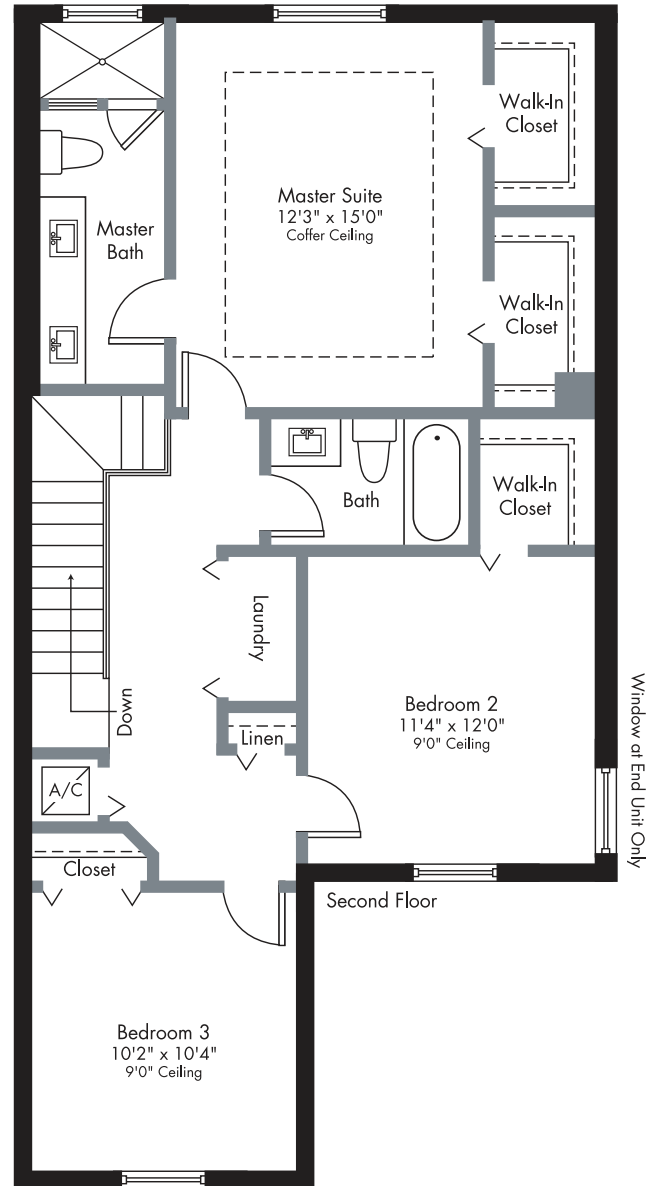 Walk-In
Closet
Master Suite
12'3" x 15'0"
Coffer Ceiling
Master
Bath
Walk-In
Closet
Bath
Walk-In
Closet
Laundry
Down
Linen
Bedroom 2
11'4" x 12'0"
9'0" Ceiling
Window at End Unit Only
A/C
Closet
Second Floor
Bedroom 3
10'2" x 10'4"
9'0" Ceiling